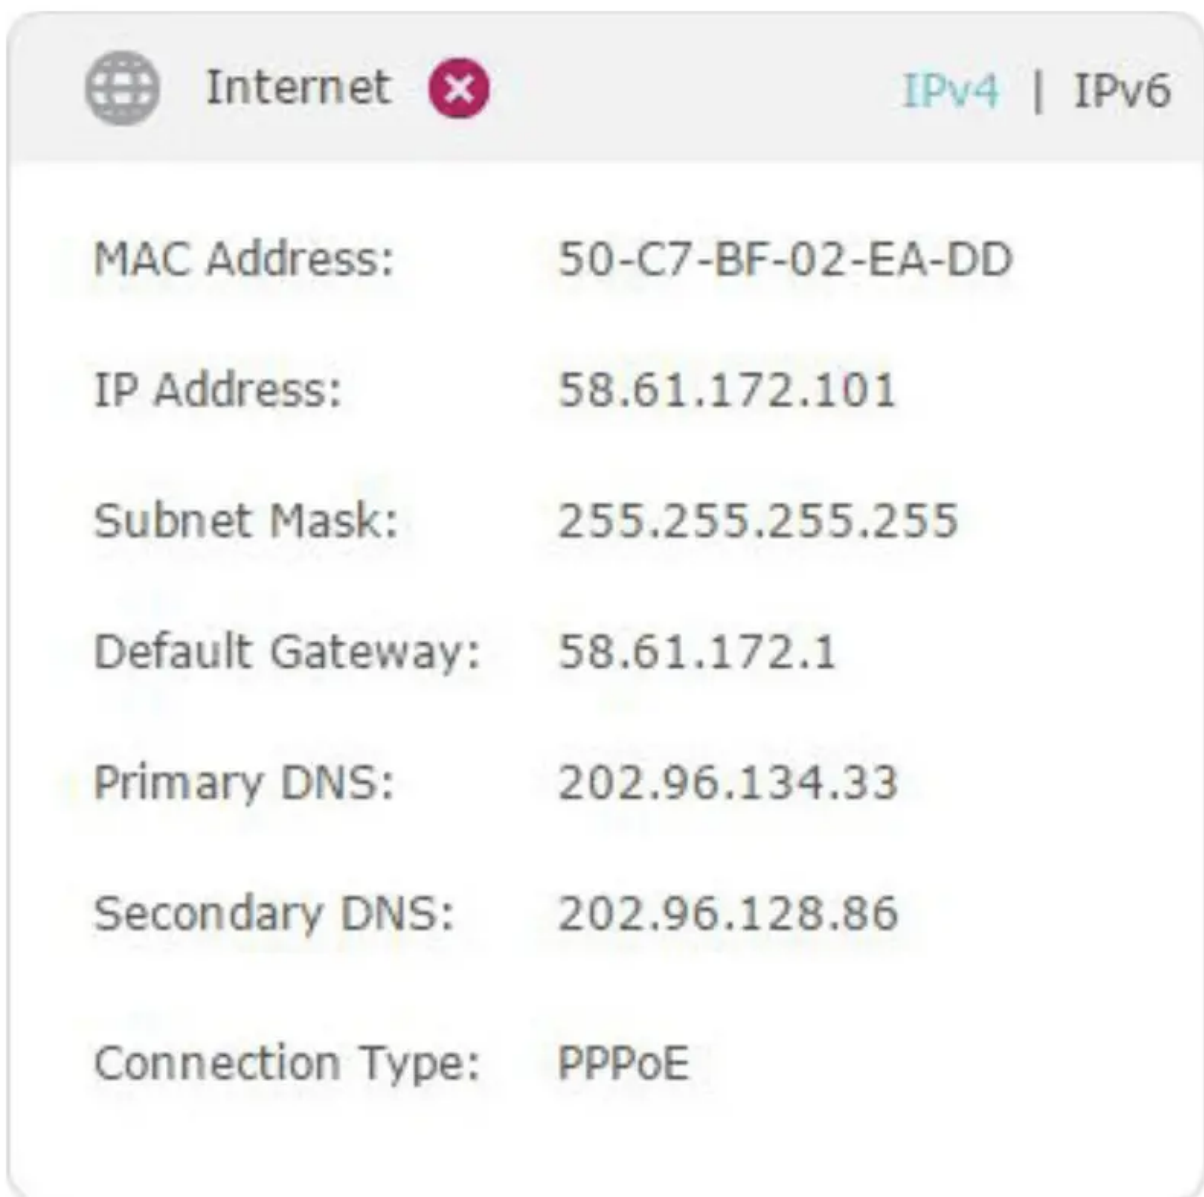 Internet IPv4 | IPv6
MAC Address: 50-C7-BF-02-EA-DD
IP Address: 58.61.172.101
Subnet Mask: 255.255.255.255
Default Gateway: 58.61.172.1
Primary DNS: 202.96.134.33
Secondary DNS: 202.96.128.86
Connection Type: PPPoE